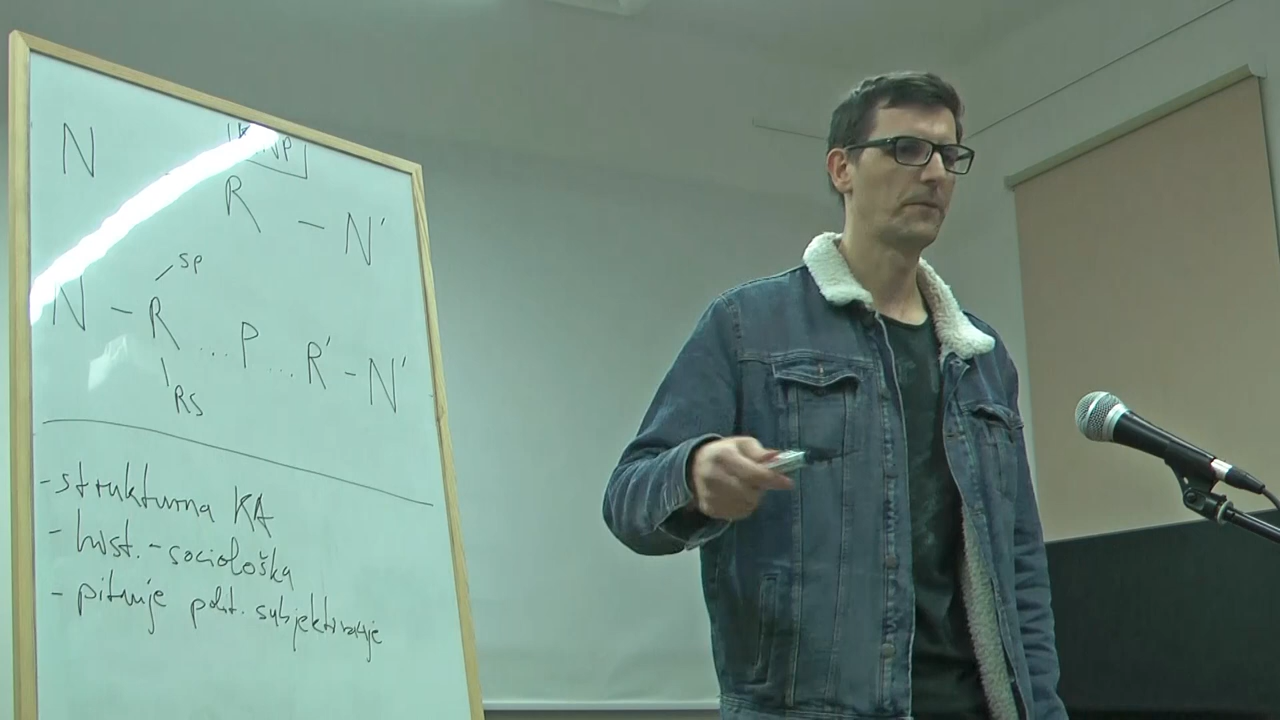 N
NP
R - N'
SP
N - R ... P ... R' - N'
RS
- strukturna KA
- hist. - sociološka
- pitanje polit. subjektivacije